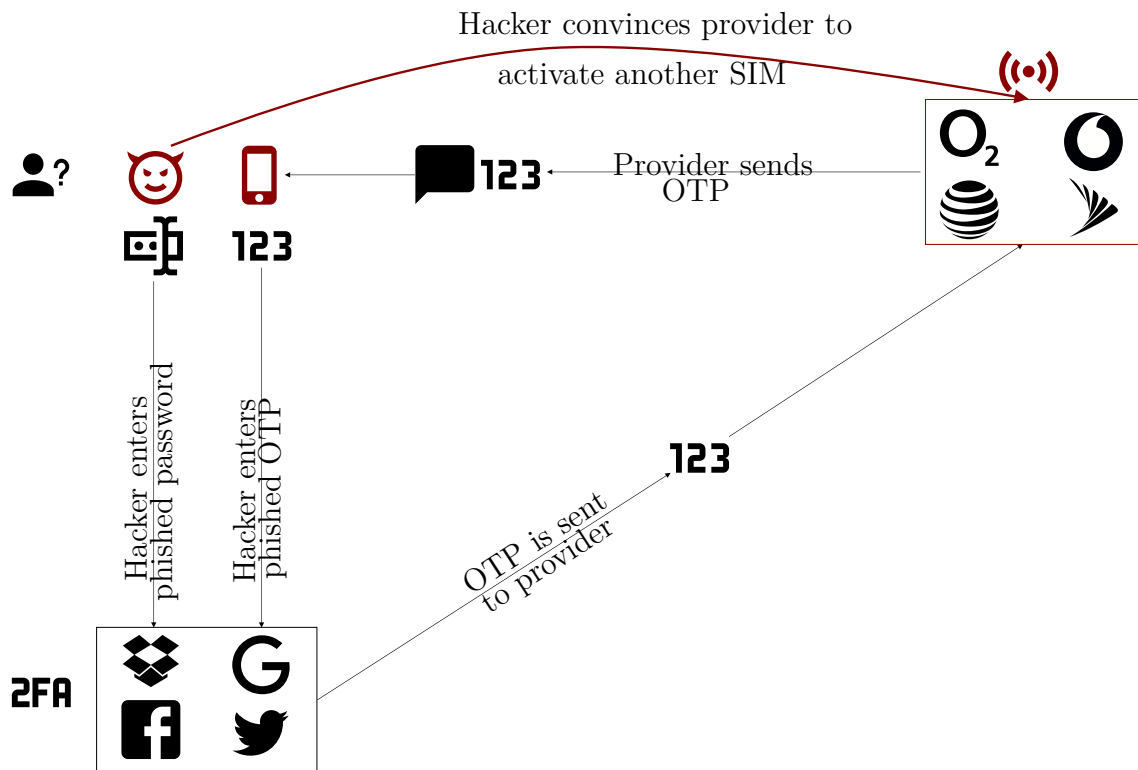 Hacker convinces provider to
activate another SIM
O2
?
123
Provider sends
OTP
123
Hacker enters
phished password
Hacker enters
phished OTP
123
OTP is sent
to provider
2FA